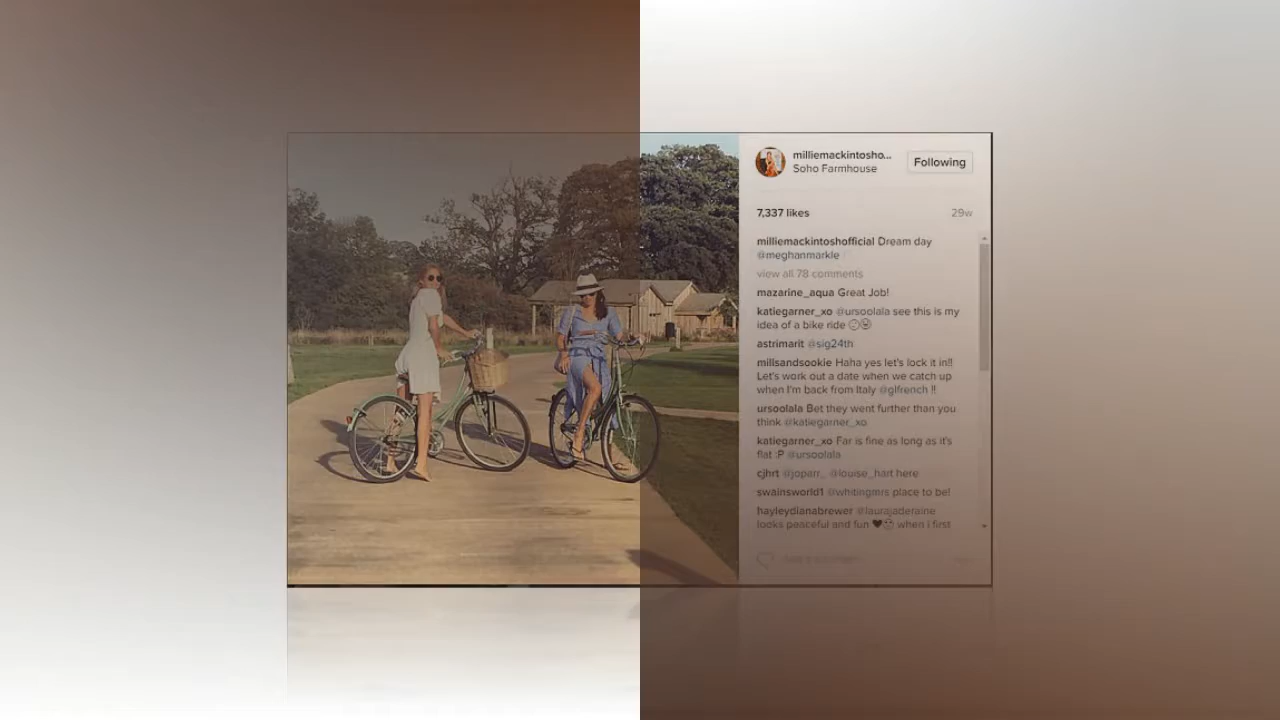 milliemackintosho...
Soho Farmhouse
Following
7,337 likes
29w
milliemackintoshofficial Dream day
@meghanmarkle
view all 78 comments
mazarine_aqua Great Job!
katiegarner_xo @ursoolala see this is my
idea of a bike ride 😊😜
astrimarit @sig24th
millsandsookie Haha yes let's lock it in!!
Let's work out a date when we catch up
when I'm back from Italy @glfrench !!
ursoolala Bet they went further than you
think @katiegarner_xo
katiegarner_xo Far is fine as long as it's
flat :P @ursoolala
cjhrt @joparr_ @louise_hart here
swainsworld1 @whitingmrs place to be!
hayleydianabrewer @laurajaderaine
looks peaceful and fun ❤️😊 when i first